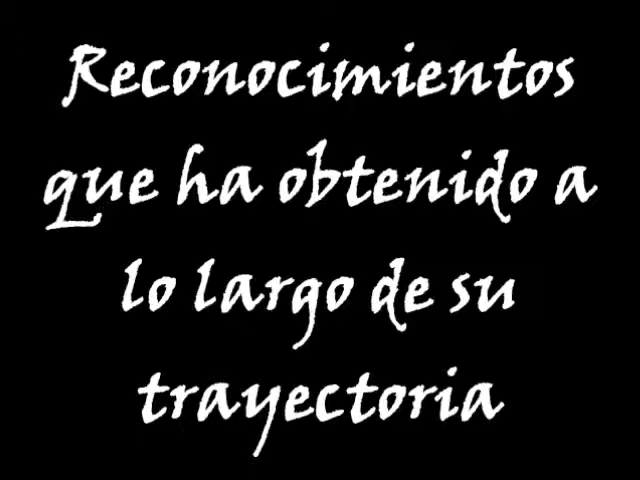 Reconocimientos
que ha obtenido a
lo largo de su
trayectoria